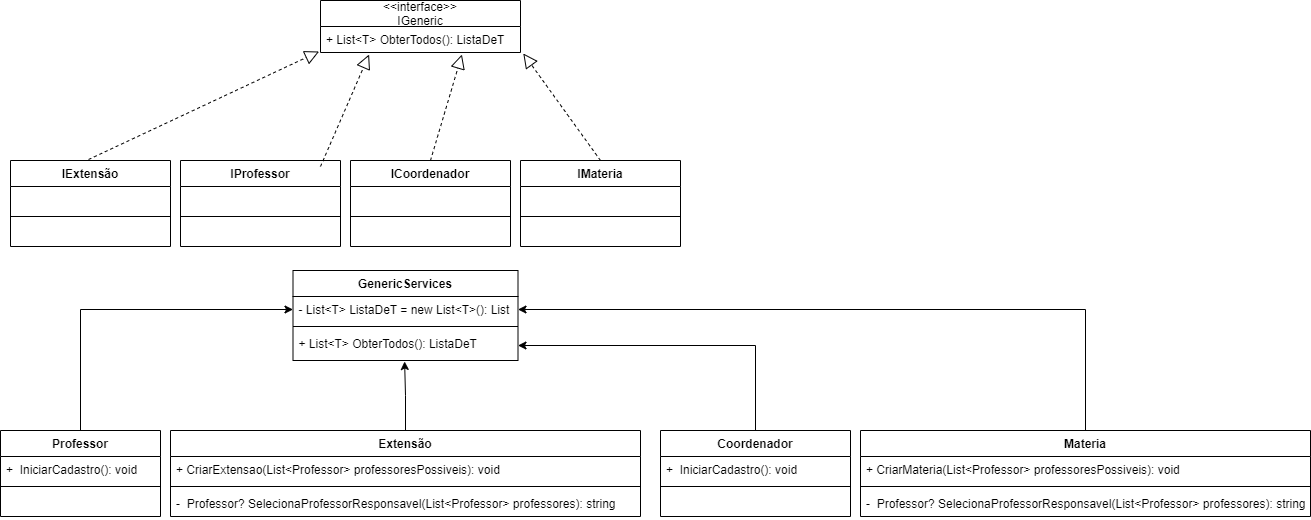 <<interface>>
IGeneric
+ List<T> ObterTodos(): ListaDeT
IExtensão
IProfessor
ICoordenador
IMateria
GenericServices
- List<T> ListaDeT = new List<T>(): List
+ List<T> ObterTodos(): ListaDeT
Professor
+ IniciarCadastro(): void
Extensão
+ CriarExtensao(List<Professor> professoresPossiveis): void
- Professor? SelecionaProfessorResponsavel(List<Professor> professores): string
Coordenador
+ IniciarCadastro(): void
Materia
+ CriarMateria(List<Professor> professoresPossiveis): void
- Professor? SelecionaProfessorResponsavel(List<Professor> professores): string